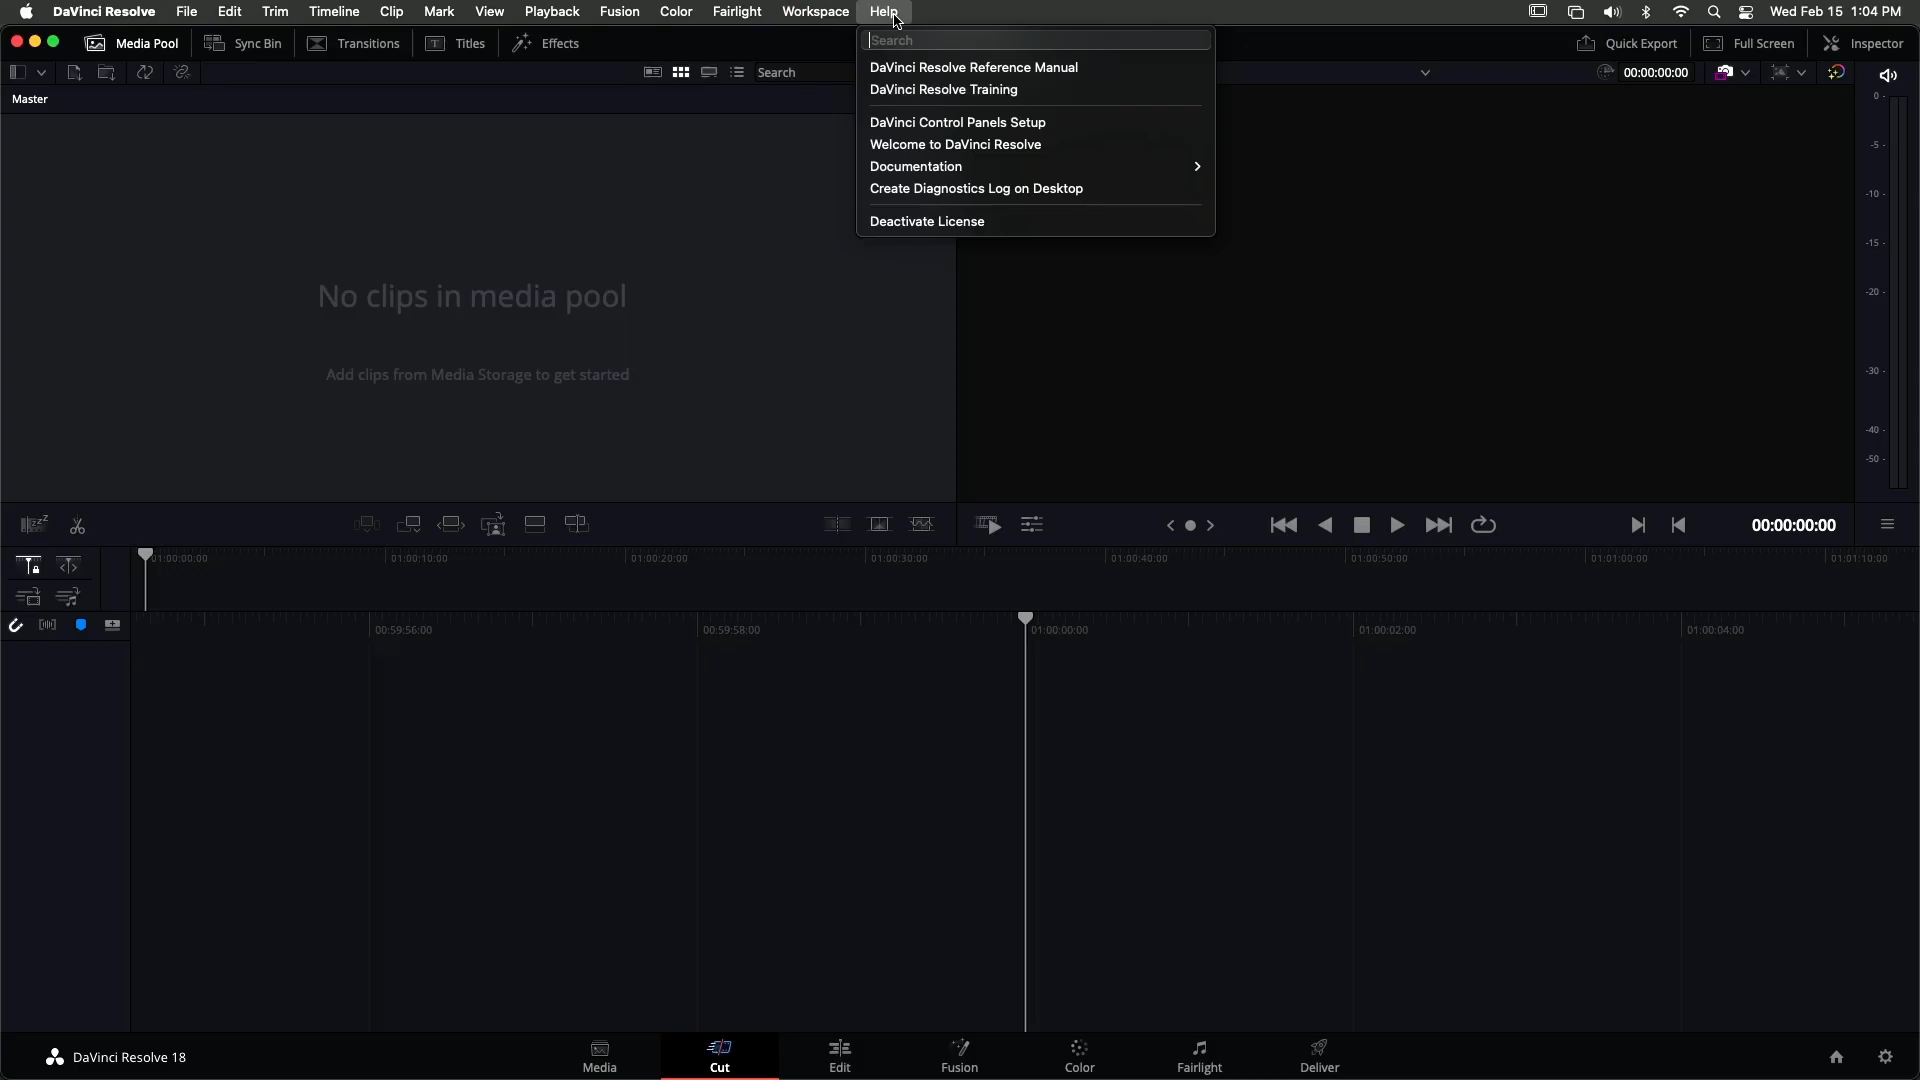 DaVinci Resolve File Edit Trim Timeline Clip Mark View Playback Fusion Color Fairlight Workspace Help Wed Feb 15 1:04 PM
Media Pool Sync Bin Transitions Titles Effects Quick Export Full Screen Inspector
Search
DaVinci Resolve Reference Manual
DaVinci Resolve Training
DaVinci Control Panels Setup
Welcome to DaVinci Resolve
Documentation
Create Diagnostics Log on Desktop
Deactivate License
Search 00:00:00:00
Master
0 -
-5 -
-10 -
-15 -
-20 -
-30 -
-40 -
-50 -
No clips in media pool
Add clips from Media Storage to get started
00:00:00:00
01:00:00:00 01:00:10:00 01:00:20:00 01:00:30:00 01:00:40:00 01:00:50:00 01:01:00:00 01:01:10:00
00:59:56:00 00:59:58:00 01:00:00:00 01:00:02:00 01:00:04:00
DaVinci Resolve 18 Media Cut Edit Fusion Color Fairlight Deliver